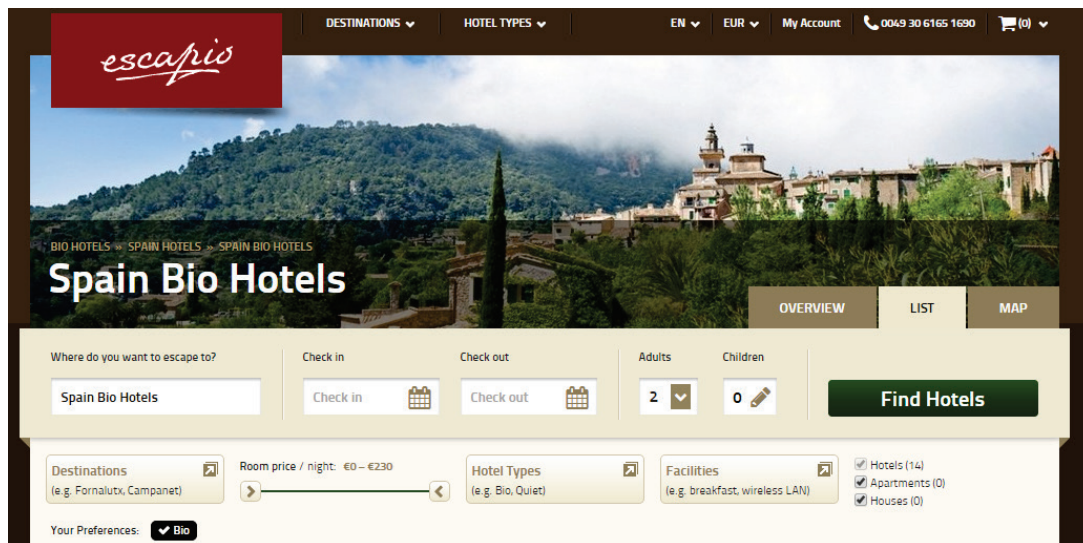 escapio
DESTINATIONS
HOTEL TYPES
EN
EUR
My Account
0049 30 6165 1690
(0)
BIO HOTELS » SPAIN HOTELS » SPAIN BIO HOTELS
Spain Bio Hotels
OVERVIEW
LIST
MAP
Where do you want to escape to?
Check in
Check out
Adults
Children
Spain Bio Hotels
Check in
Check out
2
0
Find Hotels
Destinations
(e.g. Fornalutx, Campanet)
Room price / night: €0 – €230
Hotel Types
(e.g. Bio, Quiet)
Facilities
(e.g. breakfast, wireless LAN)
Hotels (14)
Apartments (0)
Houses (0)
Your Preferences:
Bio